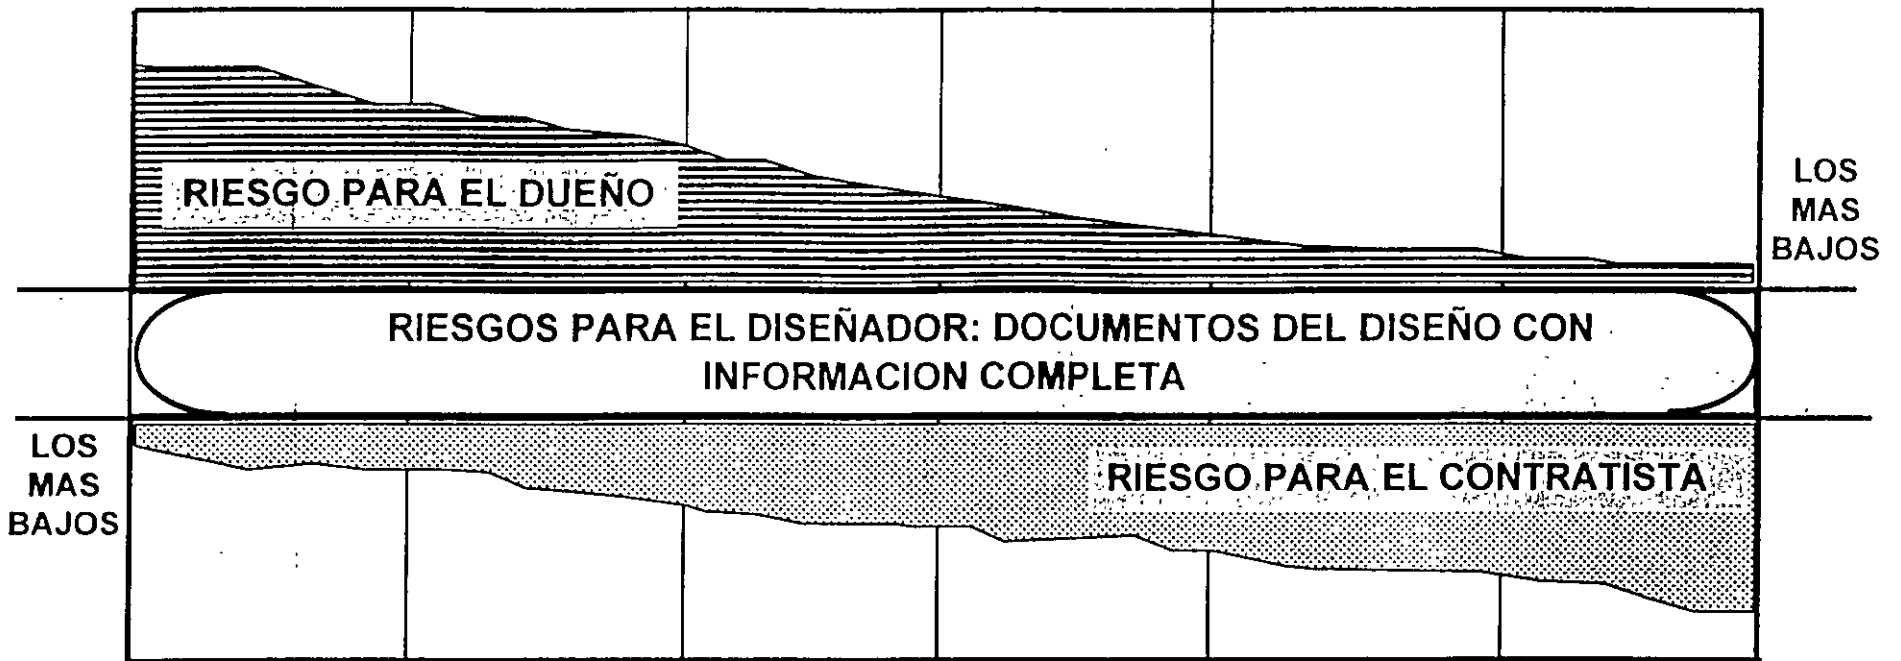 RIESGO PARA EL DUEÑO
LOS
MAS
BAJOS
RIESGOS PARA EL DISEÑADOR: DOCUMENTOS DEL DISEÑO CON
INFORMACION COMPLETA
LOS
MAS
BAJOS
RIESGO PARA EL CONTRATISTA